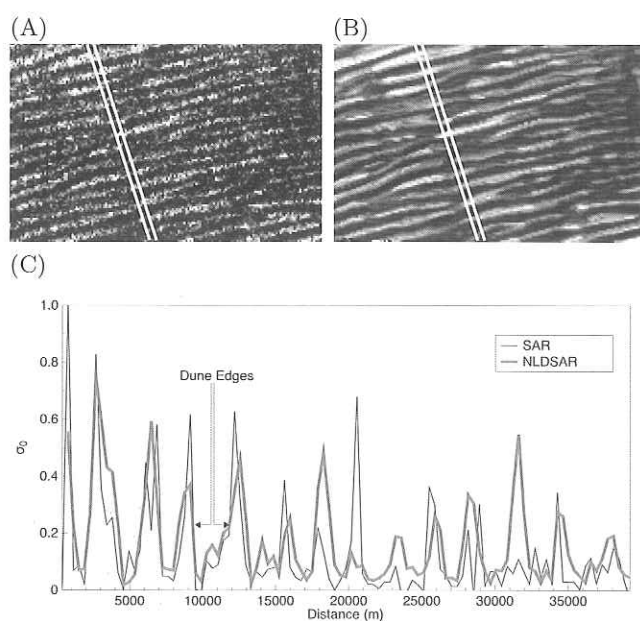 (A) (B)
(C)
1.0
0.8
0.6
0.4
0.2
0
σ0
SAR
NLDSAR
Dune Edges
5000 10000 15000 20000 25000 30000 35000
Distance (m)